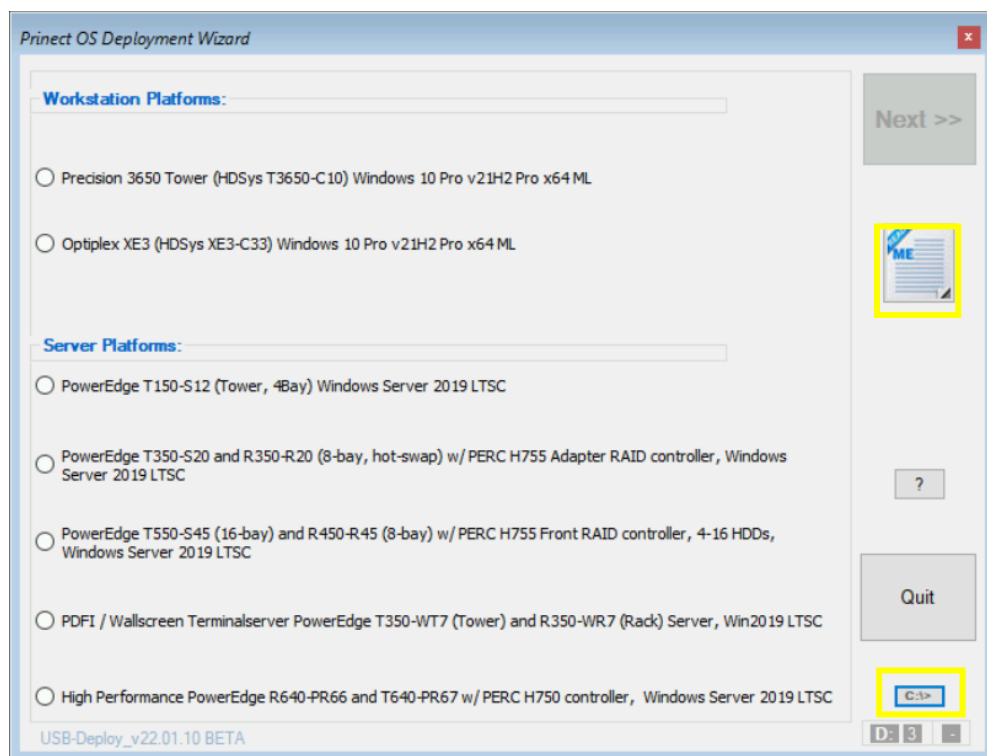 Prinect OS Deployment Wizard
x
Workstation Platforms:
Next >>
Precision 3650 Tower (HDSys T3650-C10) Windows 10 Pro v21H2 Pro x64 ML
Optiplex XE3 (HDSys XE3-C33) Windows 10 Pro v21H2 Pro x64 ML
ME
Server Platforms:
PowerEdge T150-S12 (Tower, 4Bay) Windows Server 2019 LTSC
PowerEdge T350-S20 and R350-R20 (8-bay, hot-swap) w/ PERC H755 Adapter RAID controller, Windows
Server 2019 LTSC
?
PowerEdge T550-S45 (16-bay) and R450-R45 (8-bay) w/ PERC H755 Front RAID controller, 4-16 HDDs,
Windows Server 2019 LTSC
Quit
PDFI / Wallscreen Terminalserver PowerEdge T350-WT7 (Tower) and R350-WR7 (Rack) Server, Win2019 LTSC
High Performance PowerEdge R640-PR66 and T640-PR67 w/ PERC H750 controller, Windows Server 2019 LTSC
C:\>
USB-Deploy_v22.01.10 BETA
D: 3 -